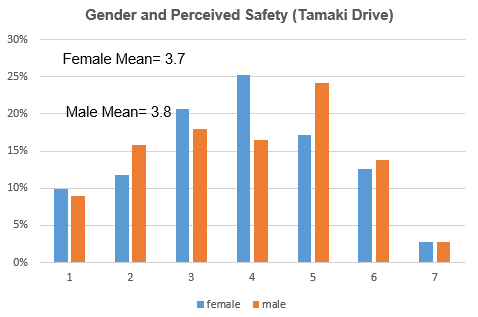 Gender and Perceived Safety (Tamaki Drive)
30%
Female Mean= 3.7
25%
20%
Male Mean= 3.8
15%
10%
5%
0%
1 2 3 4 5 6 7
female male